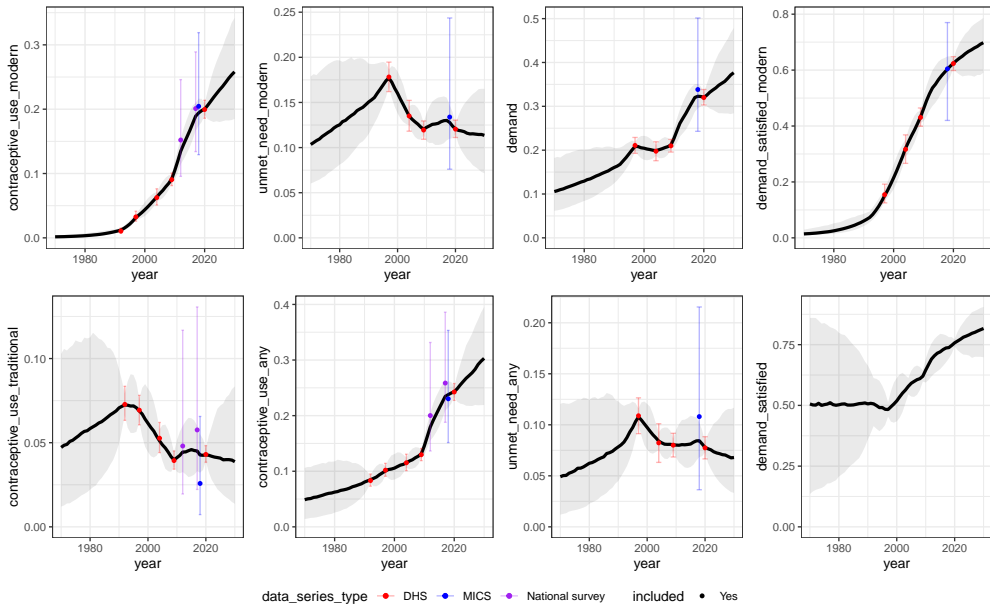 contraceptive_use_modern
0.3
0.2
0.1
0.0
1980 2000 2020
year
unmet_need_modern
0.25
0.20
0.15
0.10
0.05
0.00
1980 2000 2020
year
demand
0.5
0.4
0.3
0.2
0.1
0.0
1980 2000 2020
year
demand_satisfied_modern
0.8
0.6
0.4
0.2
0.0
1980 2000 2020
year
contraceptive_use_traditional
0.10
0.05
0.00
1980 2000 2020
year
contraceptive_use_any
0.4
0.3
0.2
0.1
0.0
1980 2000 2020
year
unmet_need_any
0.20
0.15
0.10
0.05
0.00
1980 2000 2020
year
demand_satisfied
0.75
0.50
0.25
0.00
1980 2000 2020
year
data_series_type DHS MICS National survey included Yes